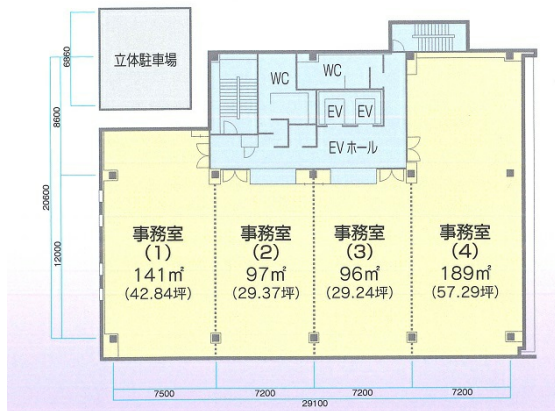 立体駐車場
WC
WC
EV
EV
EVホール
6860
8600
20600
12000
事務室
(1)
141㎡
(42.84坪)
事務室
(2)
97㎡
(29.37坪)
事務室
(3)
96㎡
(29.24坪)
事務室
(4)
189㎡
(57.29坪)
7500
7200
7200
7200
29100